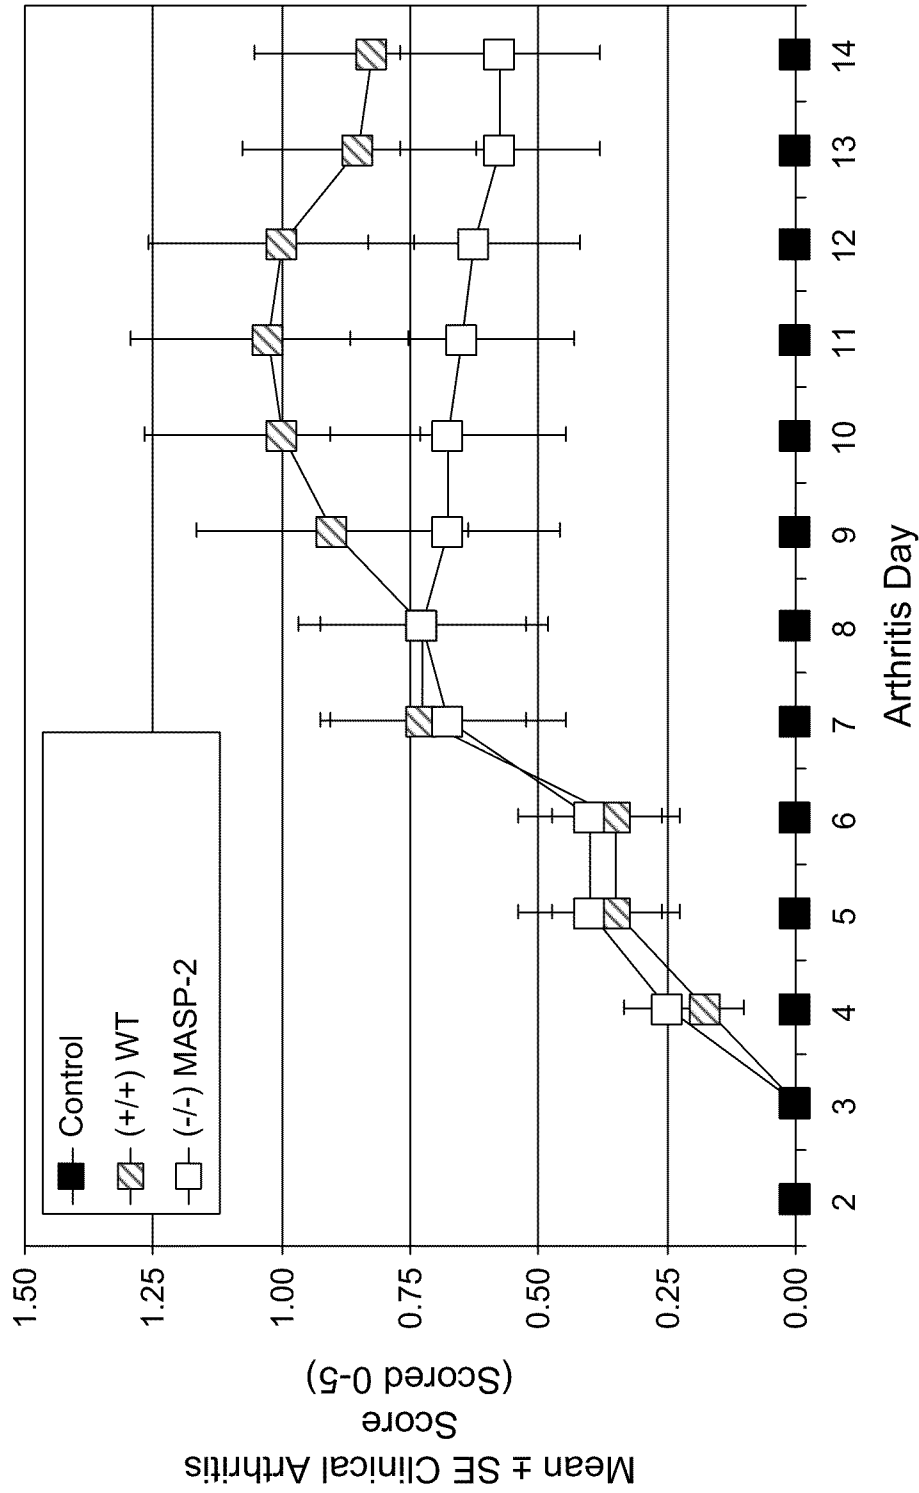 Control
(+/+) WT
(-/-) MASP-2
Mean ± SE Clinical Arthritis
Score
(Scored 0-5)
1.50
1.25
1.00
0.75
0.50
0.25
0.00
2 3 4 5 6 7 8 9 10 11 12 13 14
Arthritis Day